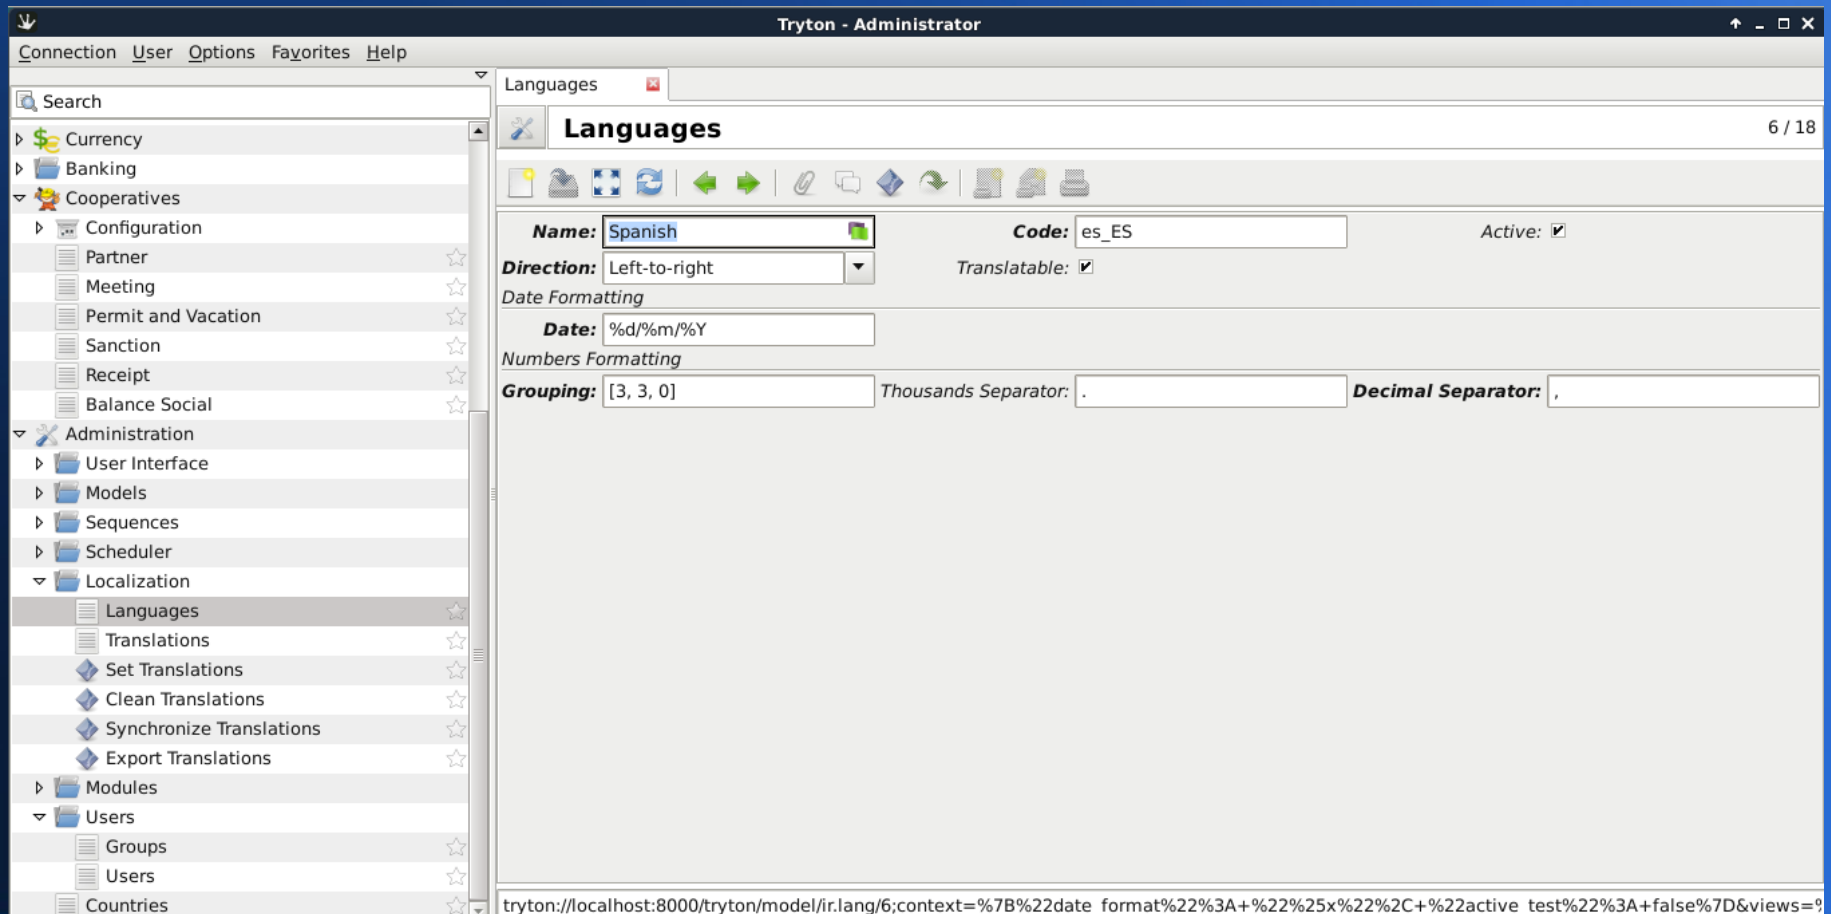 Tryton - Administrator
Connection User Options Favorites Help
Search
Currency
Banking
Cooperatives
Configuration
Partner
Meeting
Permit and Vacation
Sanction
Receipt
Balance Social
Administration
User Interface
Models
Sequences
Scheduler
Localization
Languages
Translations
Set Translations
Clean Translations
Synchronize Translations
Export Translations
Modules
Users
Groups
Users
Countries
Languages
Languages 6 / 18
Name: Spanish Code: es_ES Active:
Direction: Left-to-right Translatable:
Date Formatting
Date: %d/%m/%Y
Numbers Formatting
Grouping: [3, 3, 0] Thousands Separator: . Decimal Separator: ,
tryton://localhost:8000/tryton/model/ir.lang/6;context=%7B%22date_format%22%3A+%22%25x%22%2C+%22active_test%22%3A+false%7D&views=%